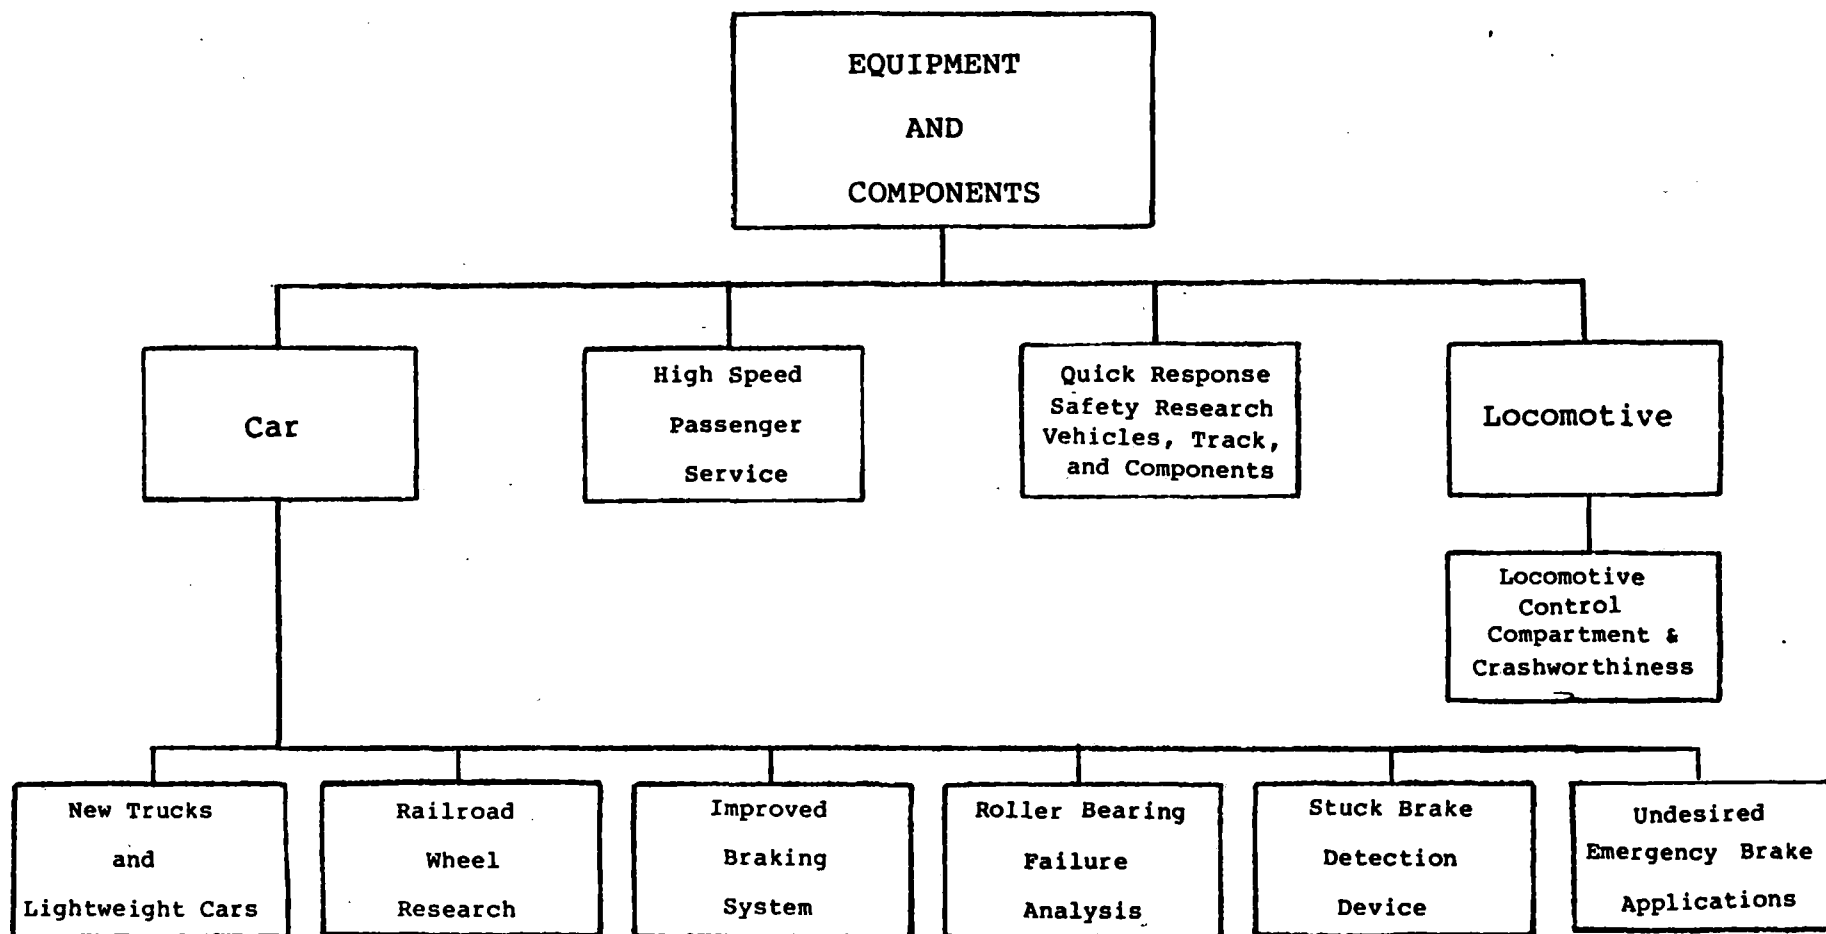 EQUIPMENT
AND
COMPONENTS
Car
High Speed
Passenger
Service
Quick Response
Safety Research
Vehicles, Track,
and Components
Locomotive
Locomotive
Control
Compartment &
Crashworthiness
New Trucks
and
Lightweight Cars
Railroad
Wheel
Research
Improved
Braking
System
Roller Bearing
Failure
Analysis
Stuck Brake
Detection
Device
Undesired
Emergency Brake
Applications